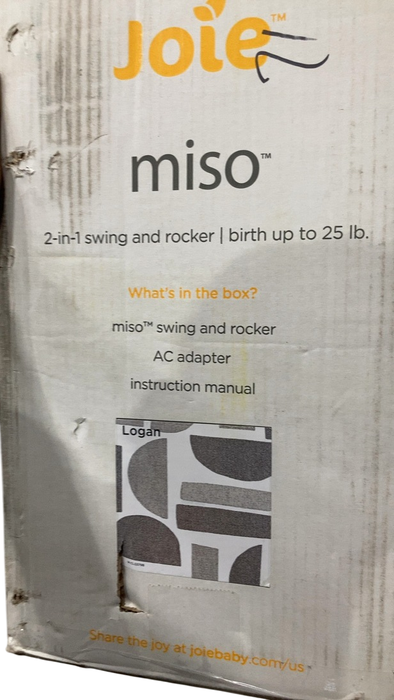 Joie™
miso™
2-in-1 swing and rocker | birth up to 25 lb.
What's in the box?
miso™ swing and rocker
AC adapter
instruction manual
Logan
Share the joy at joiebaby.com/us